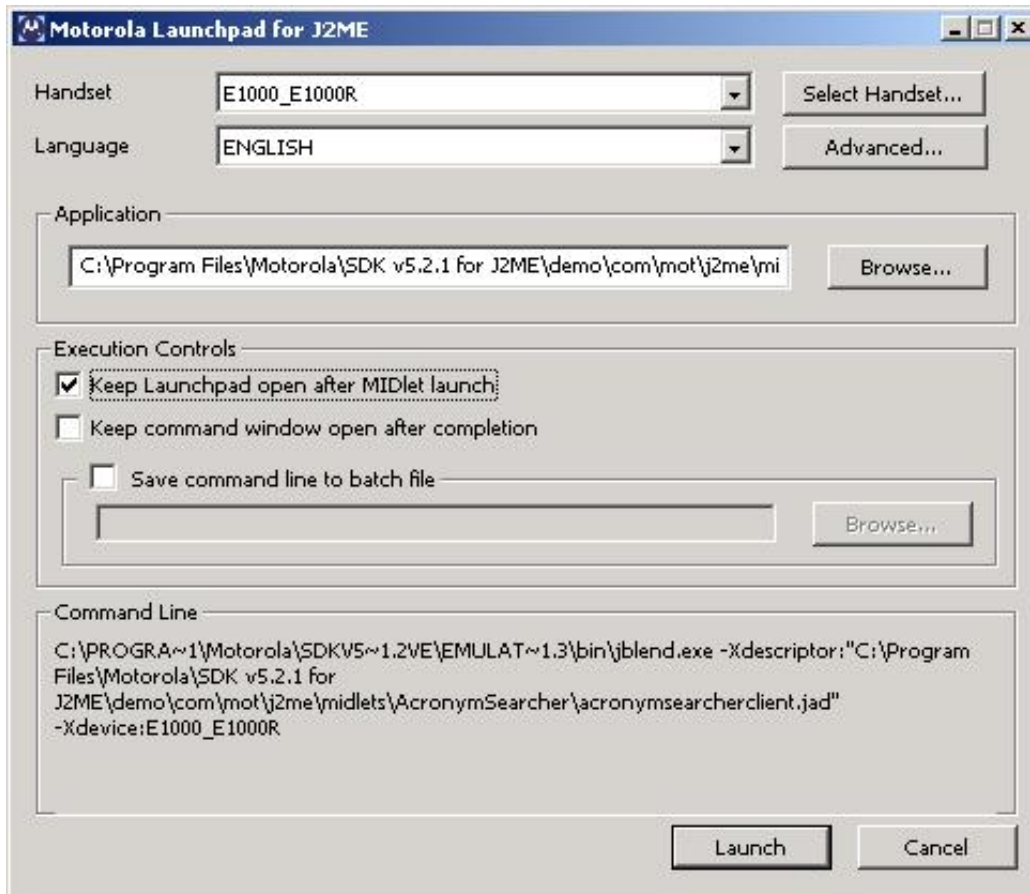 Motorola Launchpad for J2ME
Handset E1000_E1000R Select Handset...
Language ENGLISH Advanced...
Application
C:\Program Files\Motorola\SDK v5.2.1 for J2ME\demo\com\mot\j2me\mi Browse...
Execution Controls
Keep Launchpad open after MIDlet launch
Keep command window open after completion
Save command line to batch file
Browse...
Command Line
C:\PROGRA~1\Motorola\SDKV5~1.2VE\EMULAT~1.3\bin\jblend.exe -Xdescriptor:"C:\Program
Files\Motorola\SDK v5.2.1 for
J2ME\demo\com\mot\j2me\midlets\AcronymSearcher\acronymsearcherclient.jad"
-Xdevice:E1000_E1000R
Launch Cancel